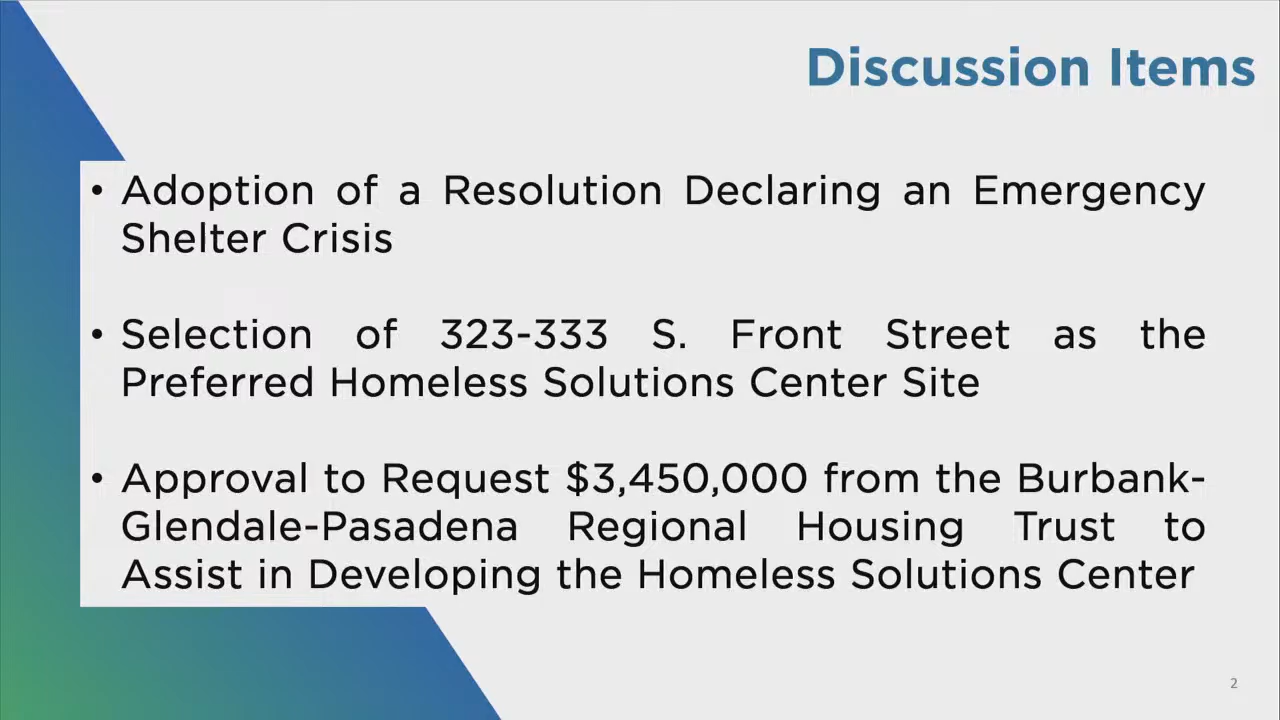 Discussion Items
• Adoption of a Resolution Declaring an Emergency
Shelter Crisis
• Selection of 323-333 S. Front Street as the
Preferred Homeless Solutions Center Site
• Approval to Request $3,450,000 from the Burbank-
Glendale-Pasadena Regional Housing Trust to
Assist in Developing the Homeless Solutions Center
2